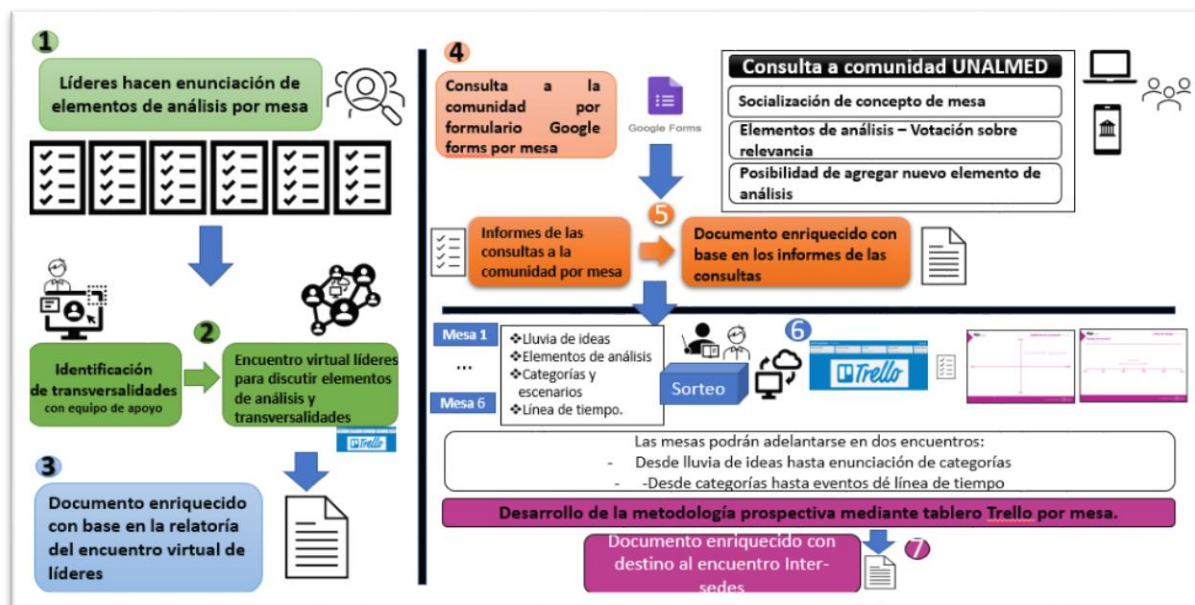 1
Líderes hacen enunciación de
elementos de análisis por mesa
2
Identificación
de transversalidades
con equipo de apoyo
Encuentro virtual líderes
para discutir elementos
de análisis y
transversalidades
Trello
3
Documento enriquecido
con base en la relatoría
del encuentro virtual de
líderes
4
Consulta a la
comunidad por
formulario Google
forms por mesa
Google Forms
Consulta a comunidad UNALMED
Socialización de concepto de mesa
Elementos de análisis – Votación sobre
relevancia
Posibilidad de agregar nuevo elemento de
análisis
5
Informes de las
consultas a la
comunidad por mesa
Documento enriquecido con
base en los informes de las
consultas
Mesa 1
...
Mesa 6
❖Lluvia de ideas
❖Elementos de análisis
❖Categorías y
escenarios
❖Línea de tiempo.
Sorteo
6
Trello
Las mesas podrán adelantarse en dos encuentros:
- Desde lluvia de ideas hasta enunciación de categorías
- -Desde categorías hasta eventos dé línea de tiempo
Desarrollo de la metodología prospectiva mediante tablero Trello por mesa.
7
Documento enriquecido con
destino al encuentro Inter-
sedes